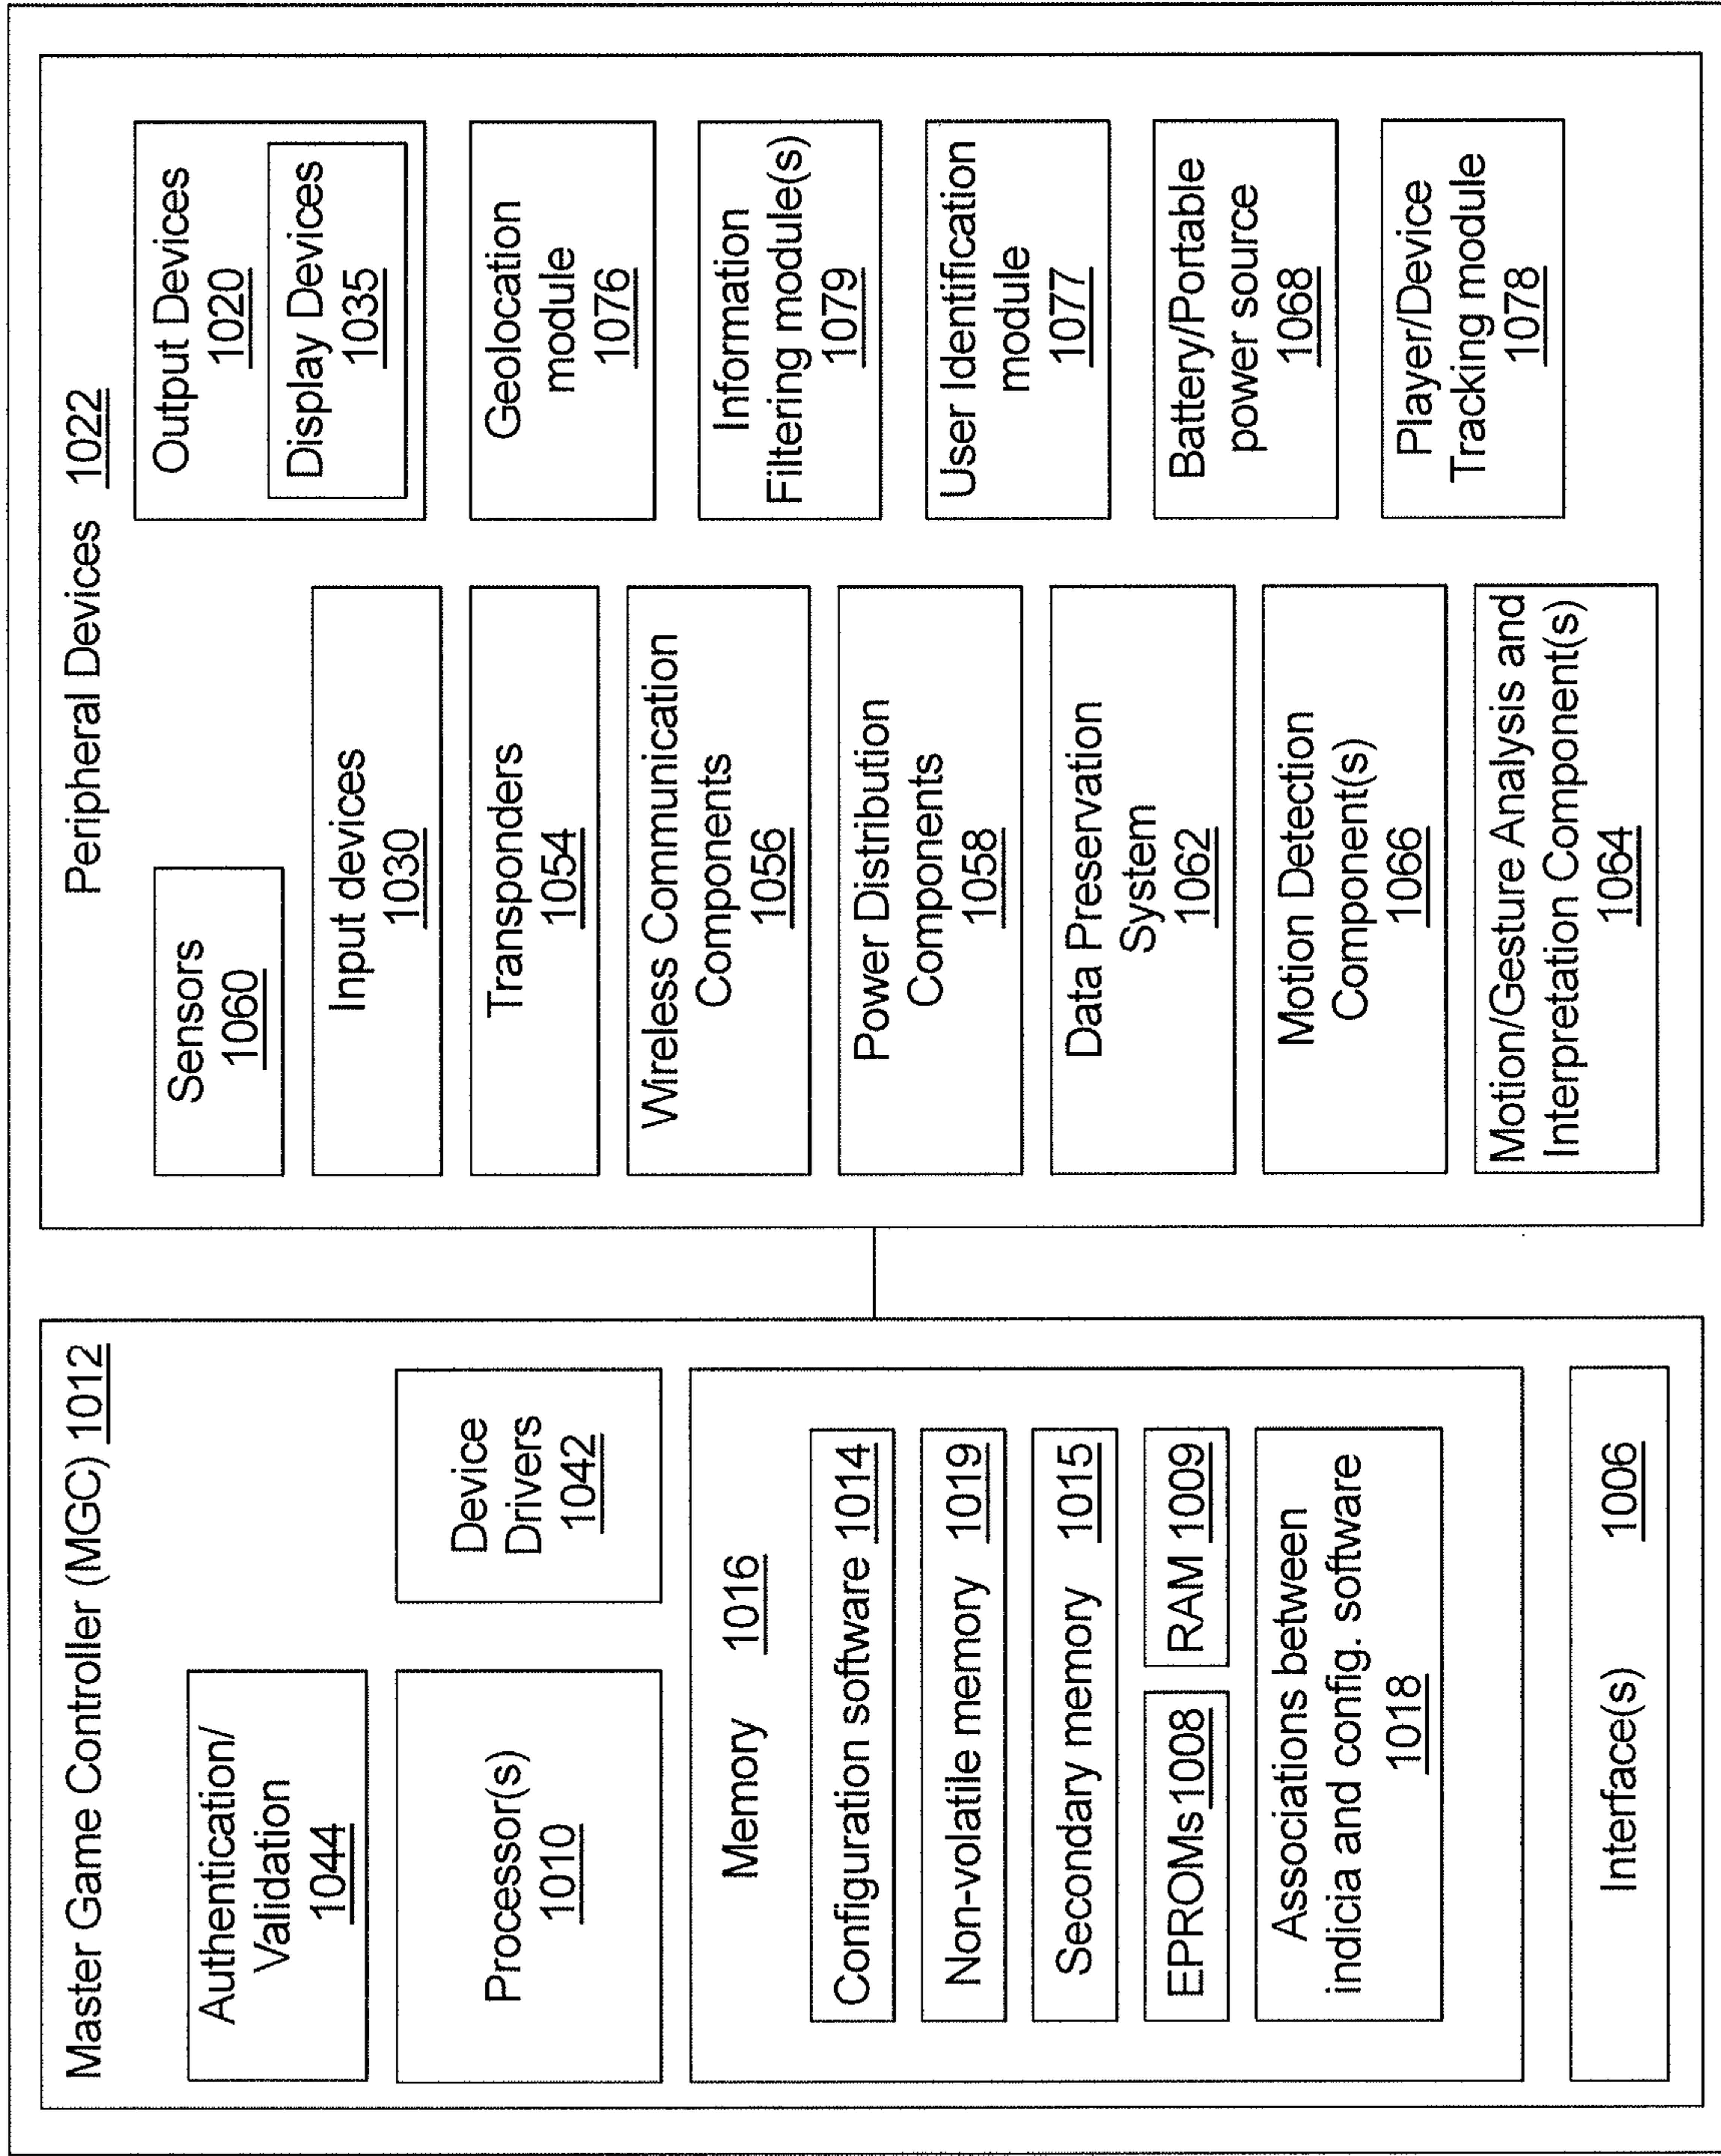 Master Game Controller (MGC) 1012
Authentication/
Validation
1044
Processor(s)
1010
Device
Drivers
1042
Memory 1016
Configuration software 1014
Non-volatile memory 1019
Secondary memory 1015
EPROMs 1008
RAM 1009
Associations between
indicia and config. software
1018
Interface(s) 1006
Peripheral Devices 1022
Sensors
1060
Input devices
1030
Transponders
1054
Wireless Communication
Components
1056
Power Distribution
Components
1058
Data Preservation
System
1062
Motion Detection
Component(s)
1066
Motion/Gesture Analysis and
Interpretation Component(s)
1064
Output Devices
1020
Display Devices
1035
Geolocation
module
1076
Information
Filtering module(s)
1079
User Identification
module
1077
Battery/Portable
power source
1068
Player/Device
Tracking module
1078